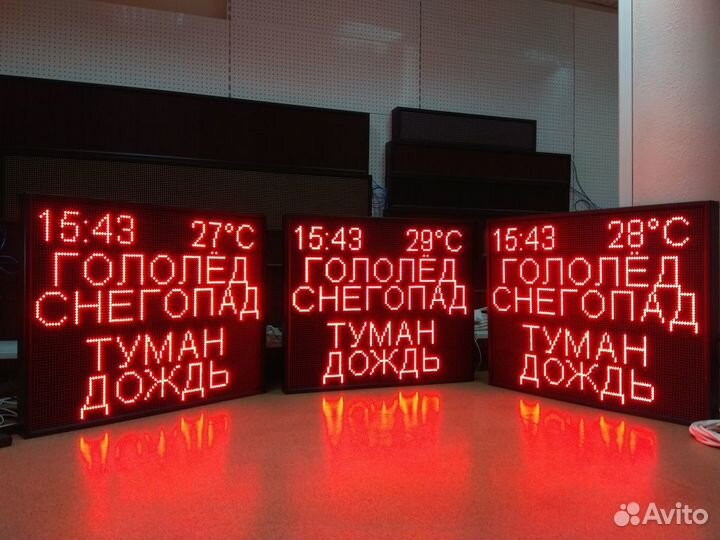 15:43 27°C
ГОЛОЛЁД
СНЕГОПАД
ТУМАН
ДОЖДЬ
15:43 29°C
ГОЛОЛЁД
СНЕГОПАД
ТУМАН
ДОЖДЬ
15:43 28°C
ГОЛОЛЁД
СНЕГОПАД
ТУМАН
ДОЖДЬ
Avito